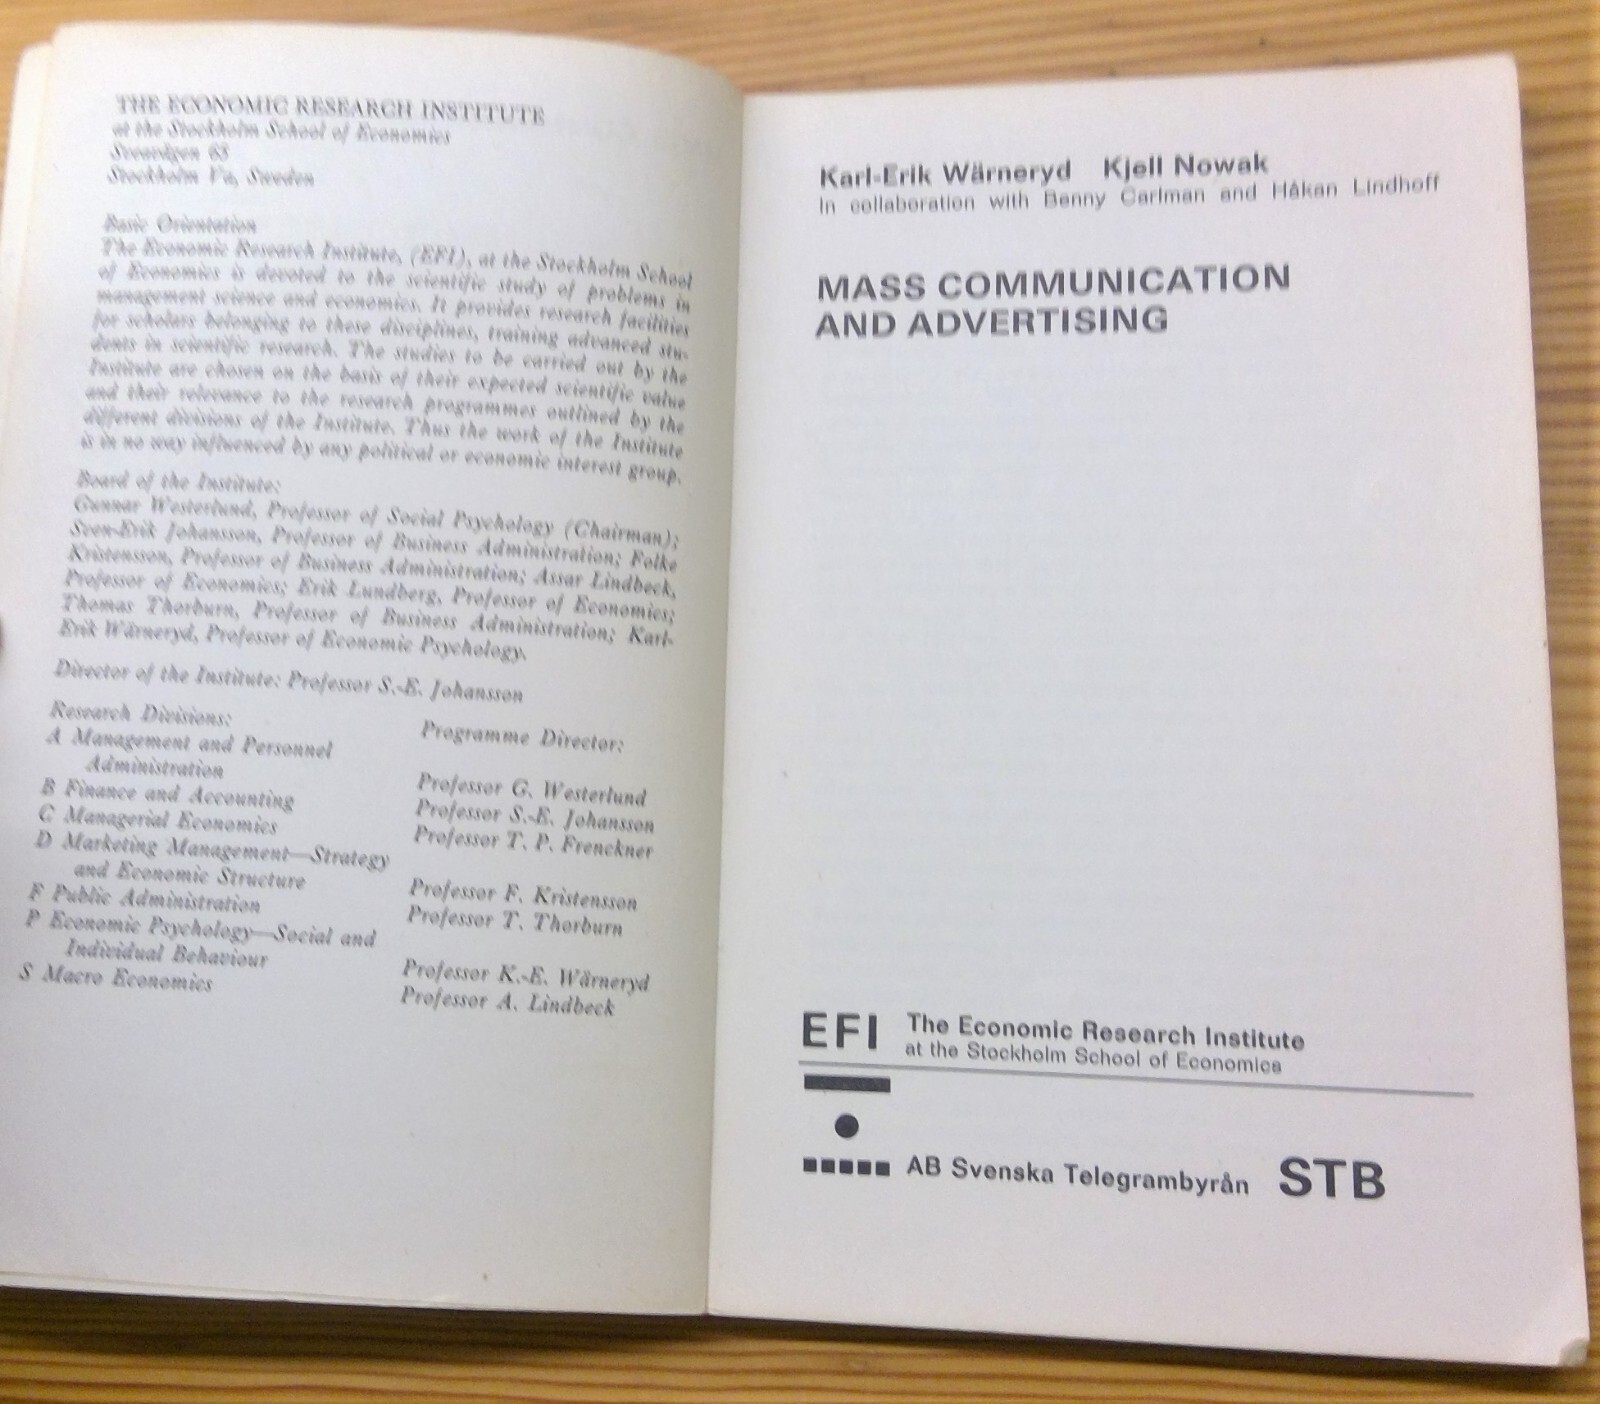 THE ECONOMIC RESEARCH INSTITUTE
at the Stockholm School of Economics
Sveavägen 65
Stockholm Va, Sweden
Basic Orientation
The Economic Research Institute, (EFI), at the Stockholm School
of Economics is devoted to the scientific study of problems in
management science and economics. It provides research facilities
for scholars belonging to these disciplines, training advanced stu-
dents in scientific research. The studies to be carried out by the
Institute are chosen on the basis of their expected scientific value
and their relevance to the research programmes outlined by the
different divisions of the Institute. Thus the work of the Institute
is in no way influenced by any political or economic interest group.
Board of the Institute:
Gunnar Westerlund, Professor of Social Psychology (Chairman);
Sven-Erik Johansson, Professor of Business Administration; Folke
Kristensson, Professor of Business Administration; Assar Lindbeck,
Professor of Economics; Erik Lundberg, Professor of Economics;
Thomas Thorburn, Professor of Business Administration; Karl-
Erik Wärneryd, Professor of Economic Psychology.
Director of the Institute: Professor S.-E. Johansson
Research Divisions: Programme Director:
A Management and Personnel
Administration Professor G. Westerlund
B Finance and Accounting Professor S.-E. Johansson
C Managerial Economics Professor T. P. Frenckner
D Marketing Management—Strategy
and Economic Structure Professor F. Kristensson
F Public Administration Professor T. Thorburn
P Economic Psychology—Social and
Individual Behaviour Professor K.-E. Wärneryd
S Macro Economics Professor A. Lindbeck
Karl-Erik Wärneryd Kjell Nowak
In collaboration with Benny Carlman and Håkan Lindhoff
MASS COMMUNICATION
AND ADVERTISING
EFI The Economic Research Institute
at the Stockholm School of Economics
AB Svenska Telegrambyrån STB